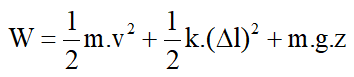 W = 1/2 m.v² + 1/2 k.(Δl)² + m.g.z